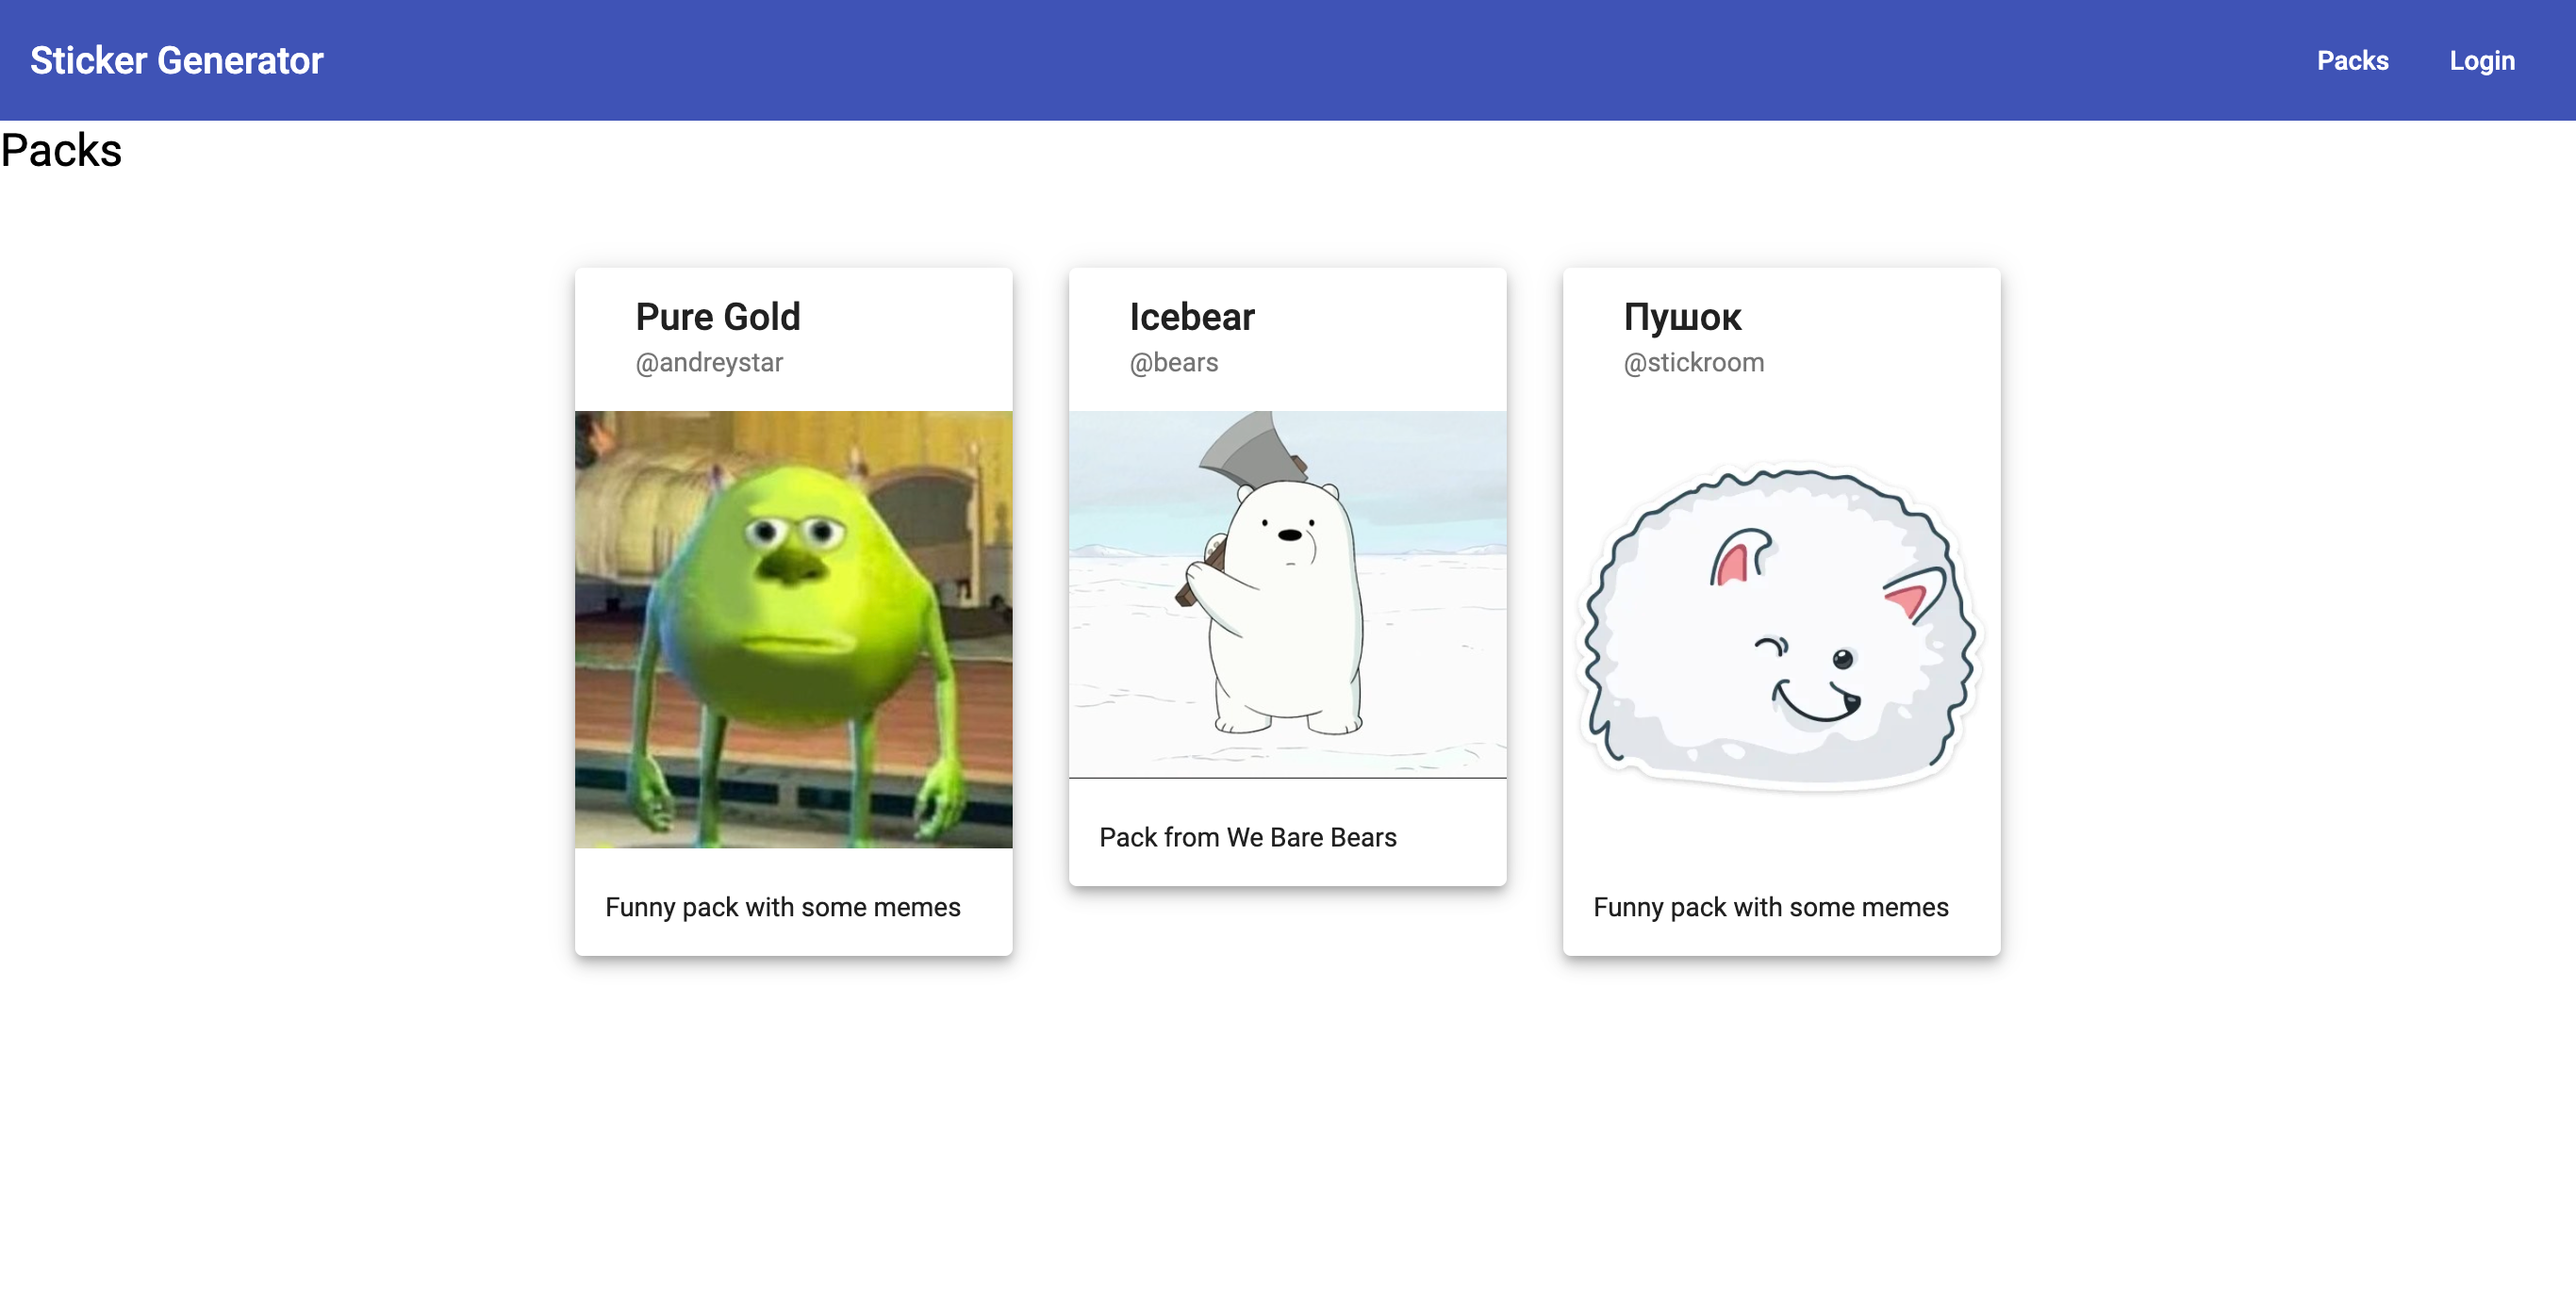 Sticker Generator
Packs
Login
Packs
Pure Gold
@andreystar
Funny pack with some memes
Icebear
@bears
Pack from We Bare Bears
Пушок
@stickroom
Funny pack with some memes